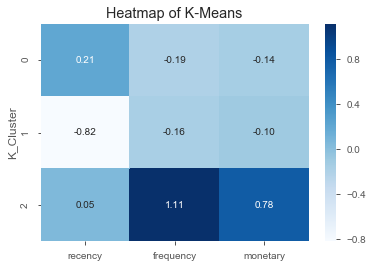 Heatmap of K-Means
K_Cluster
0 0.21 -0.19 -0.14
1 -0.82 -0.16 -0.10
2 0.05 1.11 0.78
recency frequency monetary
0.8
0.4
0.0
-0.4
-0.8